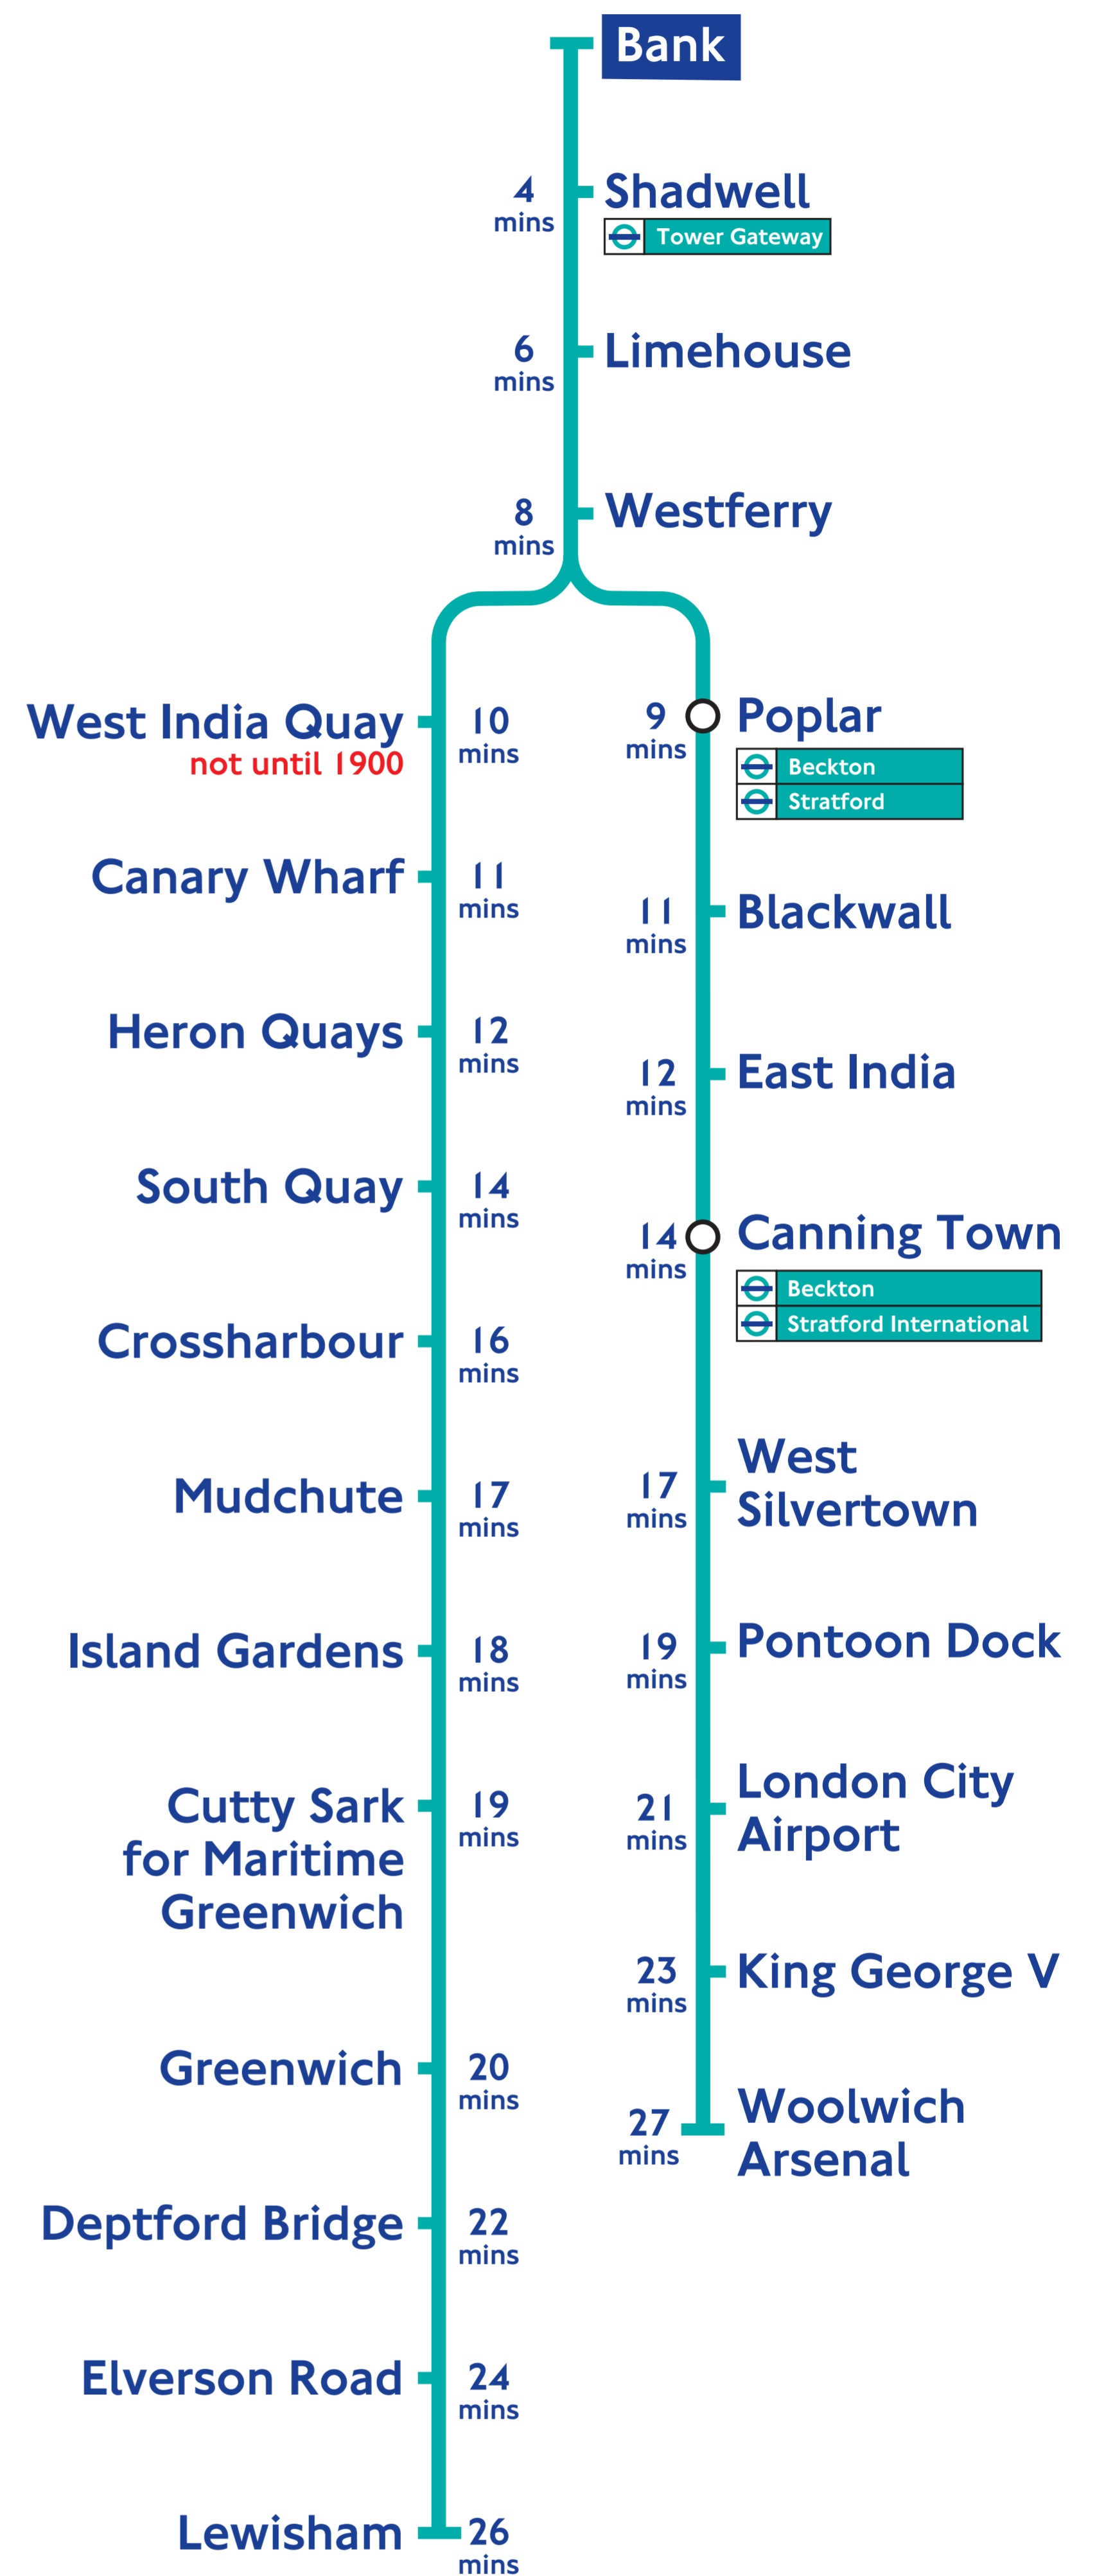 Bank
4
mins
Shadwell
Tower Gateway
6
mins
Limehouse
8
mins
Westferry
West India Quay
not until 1900
10
mins
Canary Wharf
11
mins
Heron Quays
12
mins
South Quay
14
mins
Crossharbour
16
mins
Mudchute
17
mins
Island Gardens
18
mins
Cutty Sark
for Maritime
Greenwich
19
mins
Greenwich
20
mins
Deptford Bridge
22
mins
Elverson Road
24
mins
Lewisham
26
mins
9
mins
Poplar
Beckton
Stratford
11
mins
Blackwall
12
mins
East India
14
mins
Canning Town
Beckton
Stratford International
17
mins
West
Silvertown
19
mins
Pontoon Dock
21
mins
London City
Airport
23
mins
King George V
27
mins
Woolwich
Arsenal